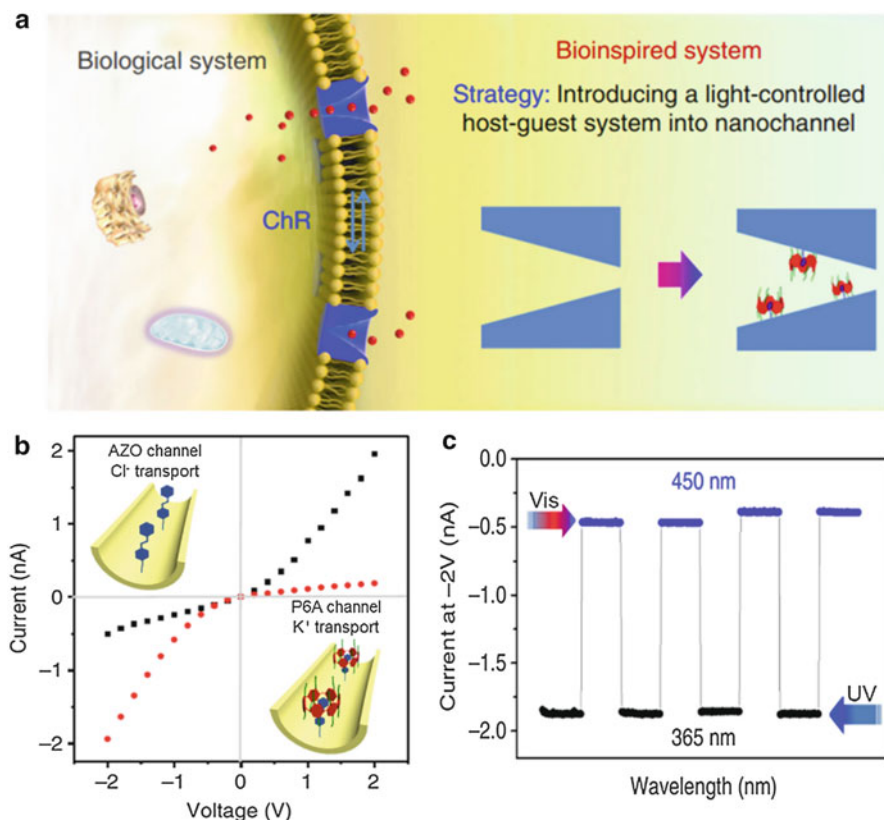 a
Biological system
ChR
Bioinspired system
Strategy: Introducing a light-controlled
host-guest system into nanochannel
b
Current (nA)
2
1
0
−1
−2
AZO channel
Cl⁻ transport
P6A channel
K⁺ transport
−2
−1
0
1
2
Voltage (V)
c
Current at −2V (nA)
0.0
−0.5
−1.0
−1.5
−2.0
Vis
450 nm
UV
365 nm
Wavelength (nm)